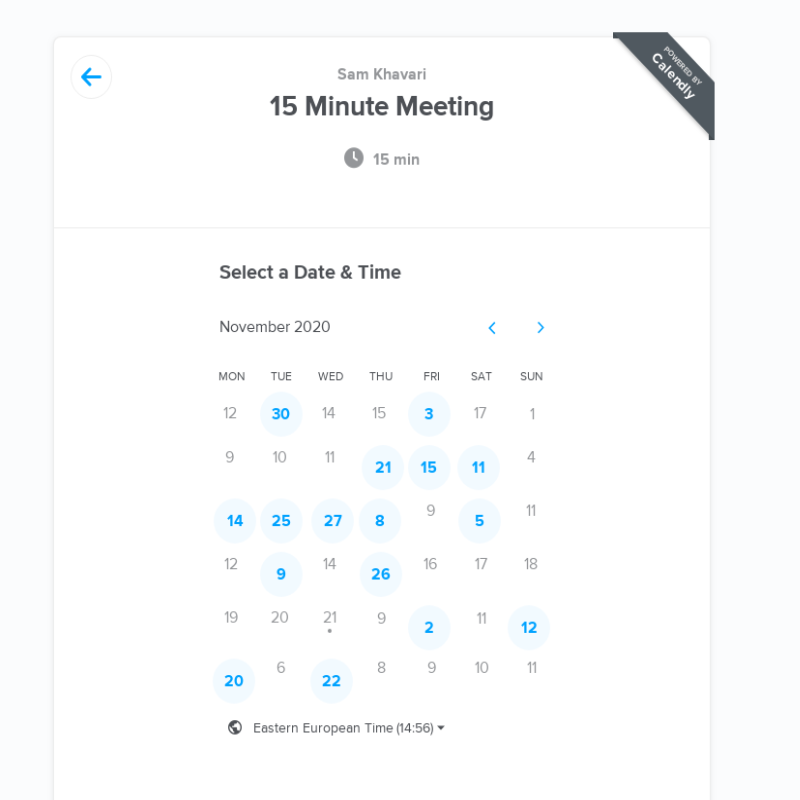 POWERED BY
Calendly
Sam Khavari
15 Minute Meeting
15 min
Select a Date & Time
November 2020
MON TUE WED THU FRI SAT SUN
12 30 14 15 3 17 1
9 10 11 21 15 11 4
14 25 27 8 9 5 11
12 9 14 26 16 17 18
19 20 21 9 2 11 12
20 6 22 8 9 10 11
Eastern European Time (14:56)